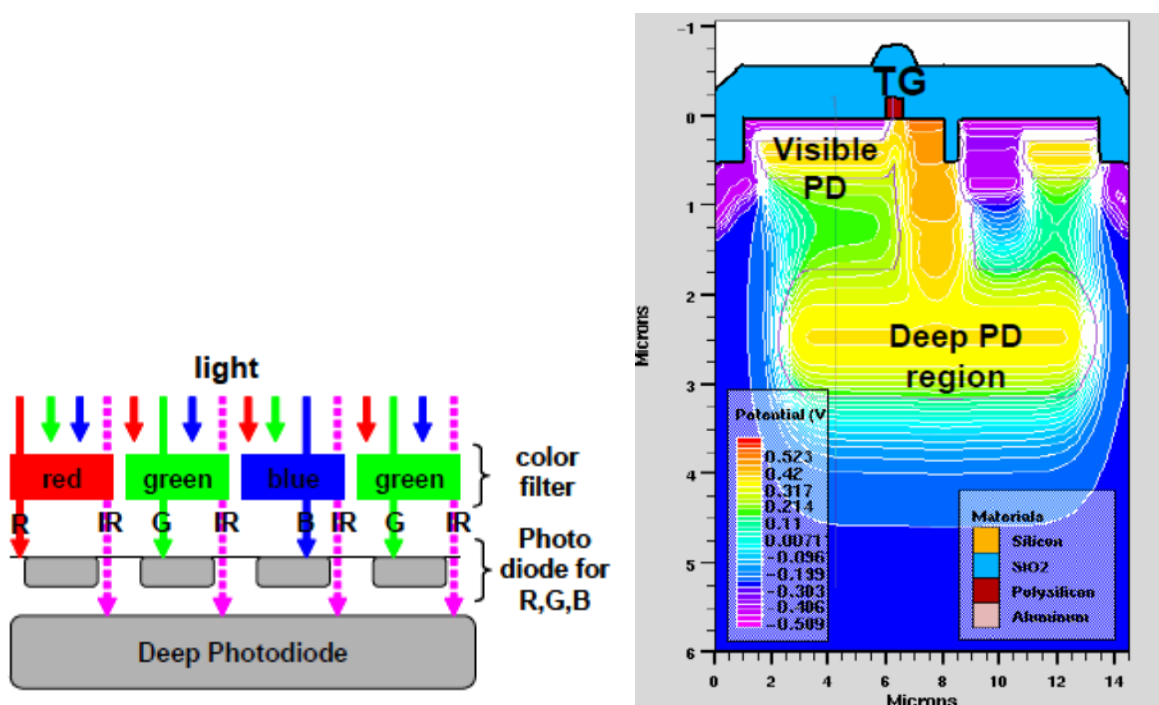 light
red
green
blue
green
color
filter
R
IR
G
IR
B
IR
G
IR
Photo
diode for
R,G,B
Deep Photodiode
-1
0
1
2
3
4
5
6
Microns
TG
Visible
PD
Deep PD
region
Potential (V
0.523
0.42
0.317
0.214
0.11
0.0071
-0.096
-0.199
-0.303
-0.406
-0.509
Materials
Silicon
SiO2
Polysilicon
Aluminum
0
2
4
6
8
10
12
14
Microns